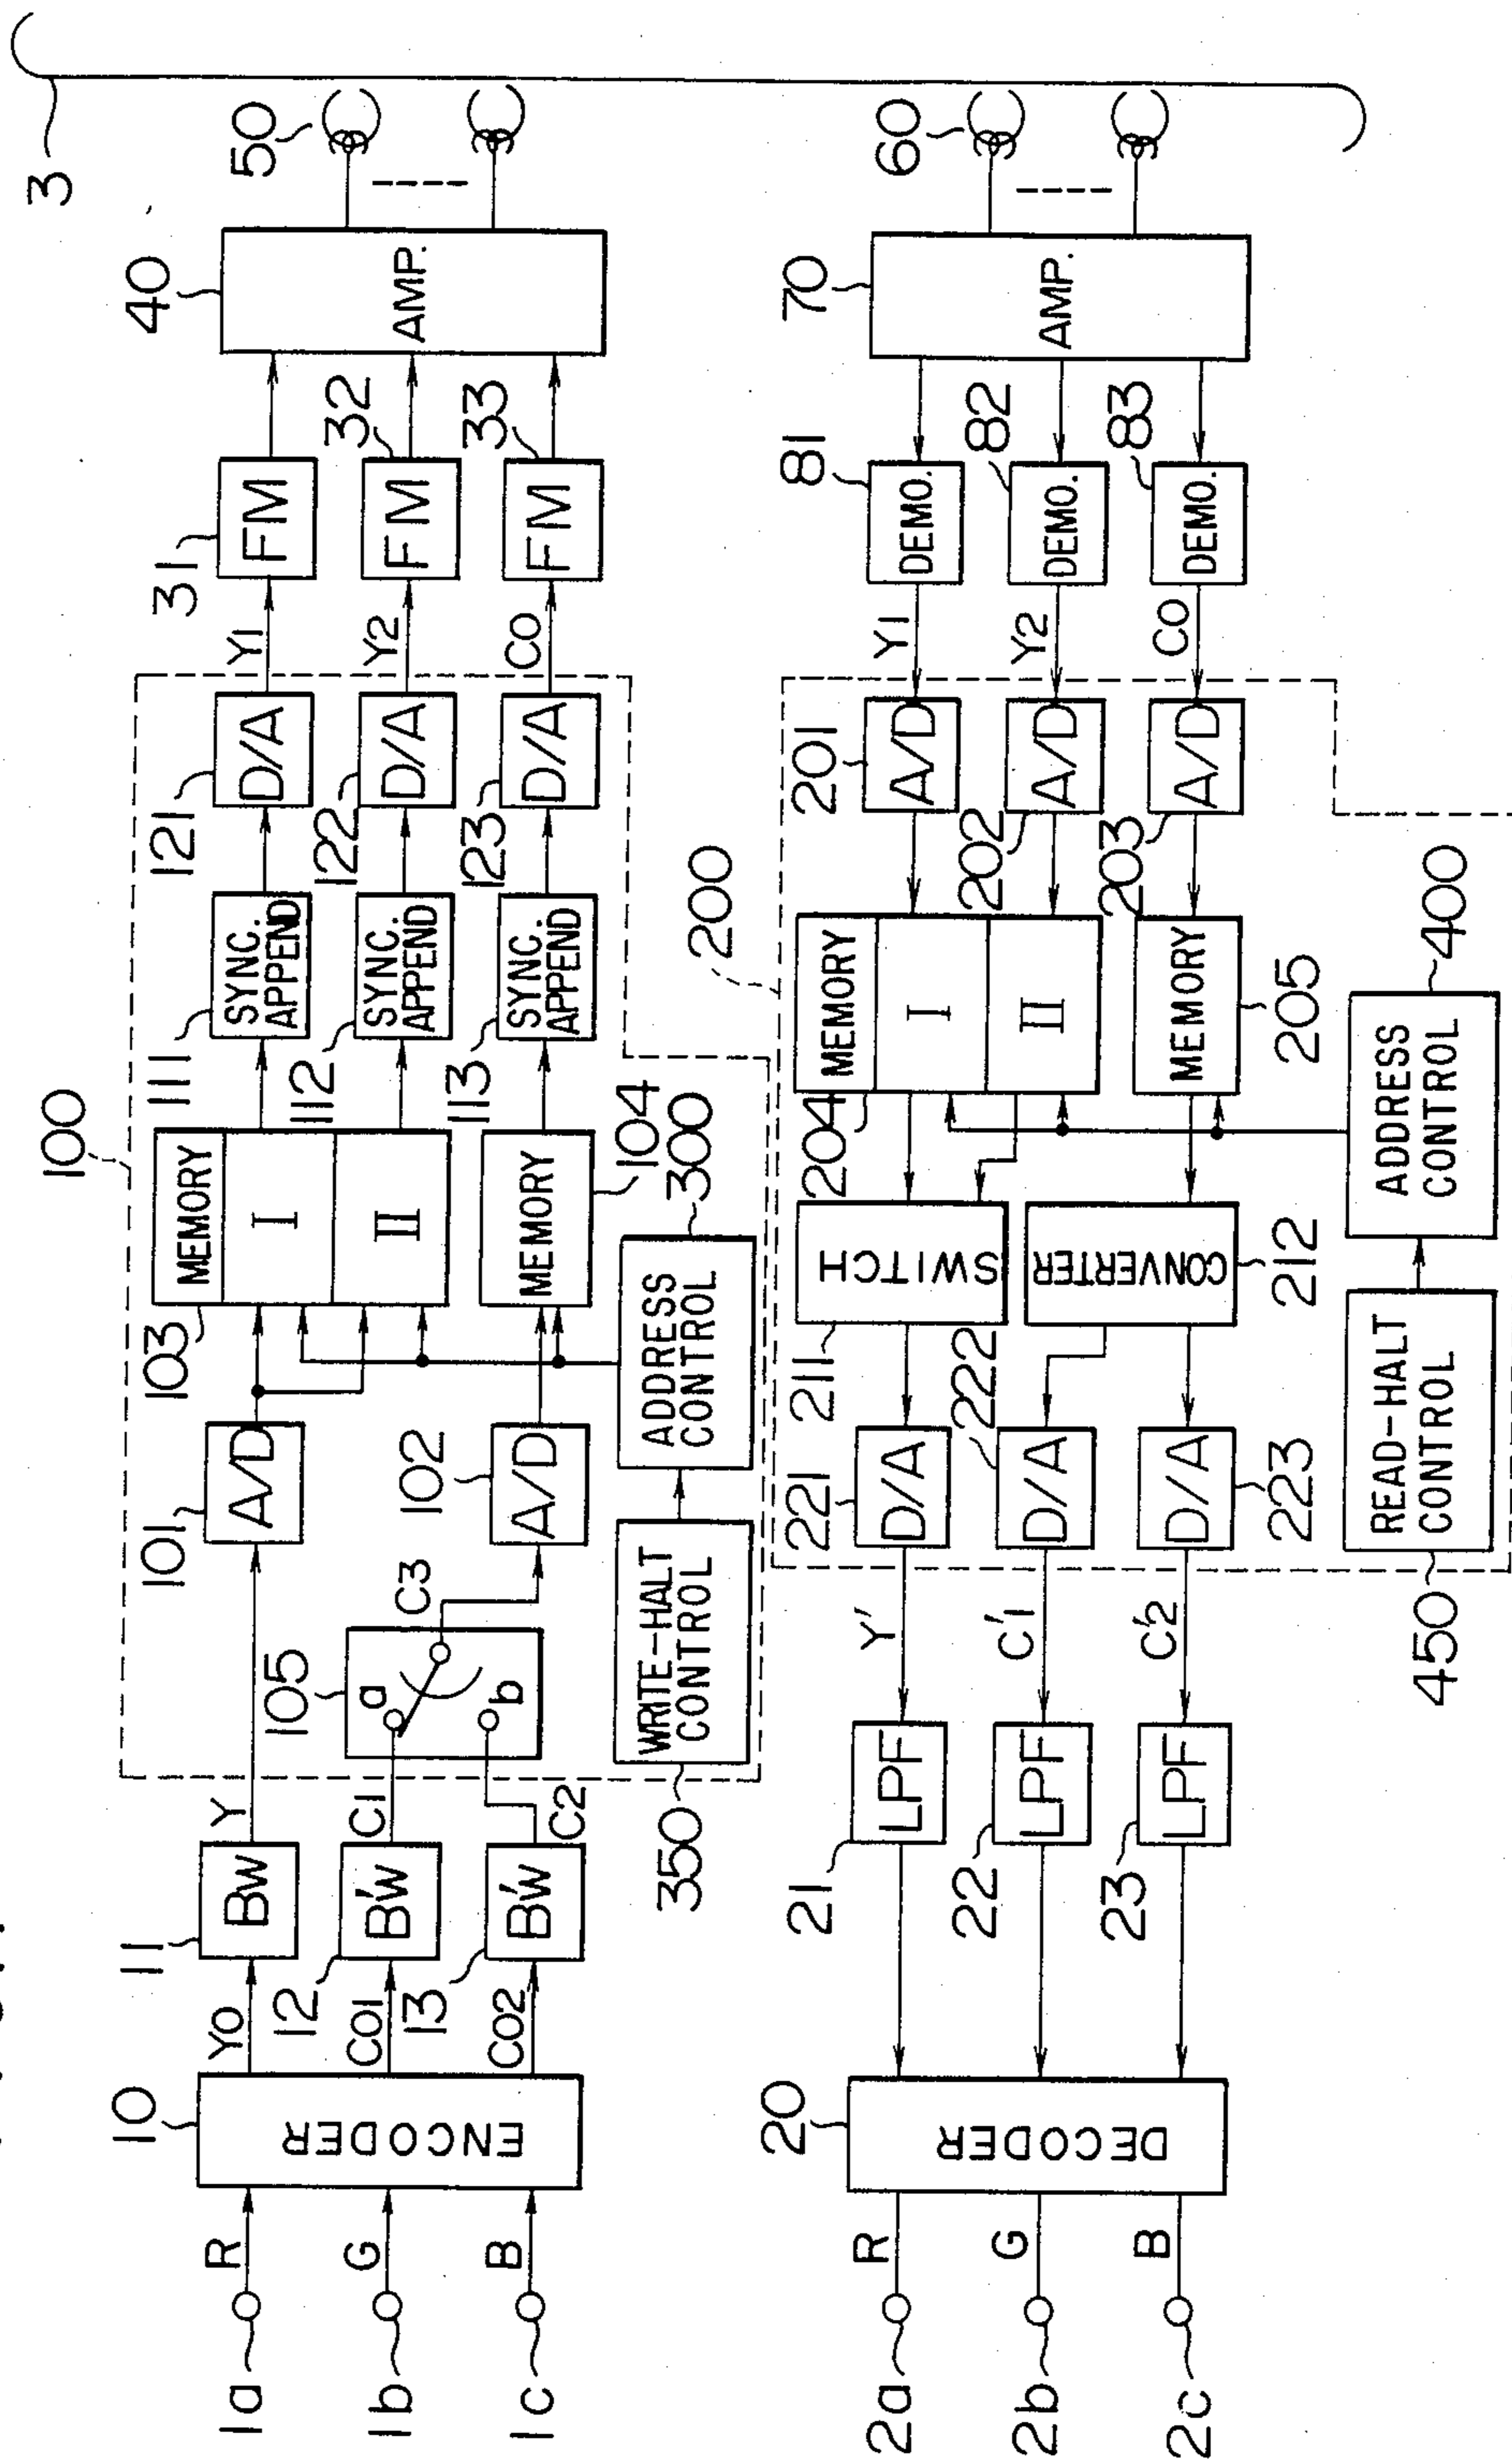 1a
R
10
ENCODER
Y0
11
BW
Y
1b
G
C01
12
B'W
C1
1c
B
C02
13
B'W
C2
100
105
a
b
C3
101
A/D
102
A/D
103
MEMORY
I
II
MEMORY
104
350
WRITE-HALT
CONTROL
300
ADDRESS
CONTROL
111
SYNC.
APPEND
112
SYNC.
APPEND
113
SYNC.
APPEND
121
D/A
122
D/A
123
D/A
Y1
Y2
C0
31
FM
32
FM
33
FM
40
AMP.
50
3
2a
R
2b
G
2c
B
20
DECODER
21
LPF
22
LPF
23
LPF
Y'
C'1
C'2
200
221
D/A
222
D/A
223
D/A
211
SWITCH
212
CONVERTER
204
MEMORY
I
II
MEMORY
205
450
READ-HALT
CONTROL
400
ADDRESS
CONTROL
201
A/D
202
A/D
203
A/D
Y1
Y2
C0
81
DEMO.
82
DEMO.
83
DEMO.
70
AMP.
60